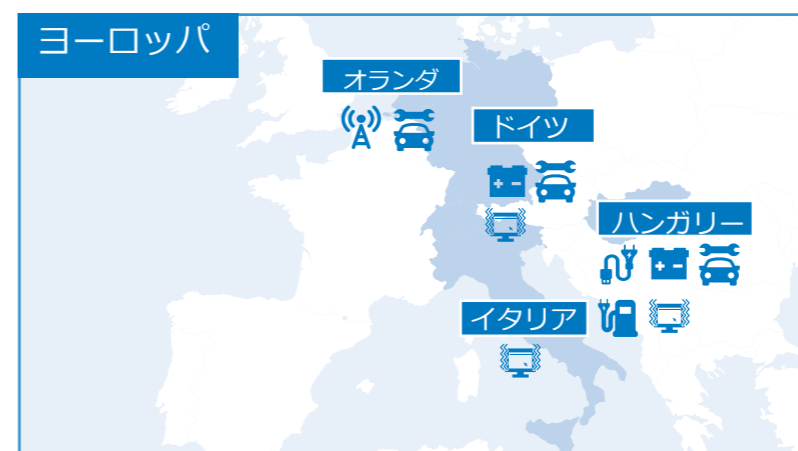 ヨーロッパ
オランダ
ドイツ
ハンガリー
イタリア